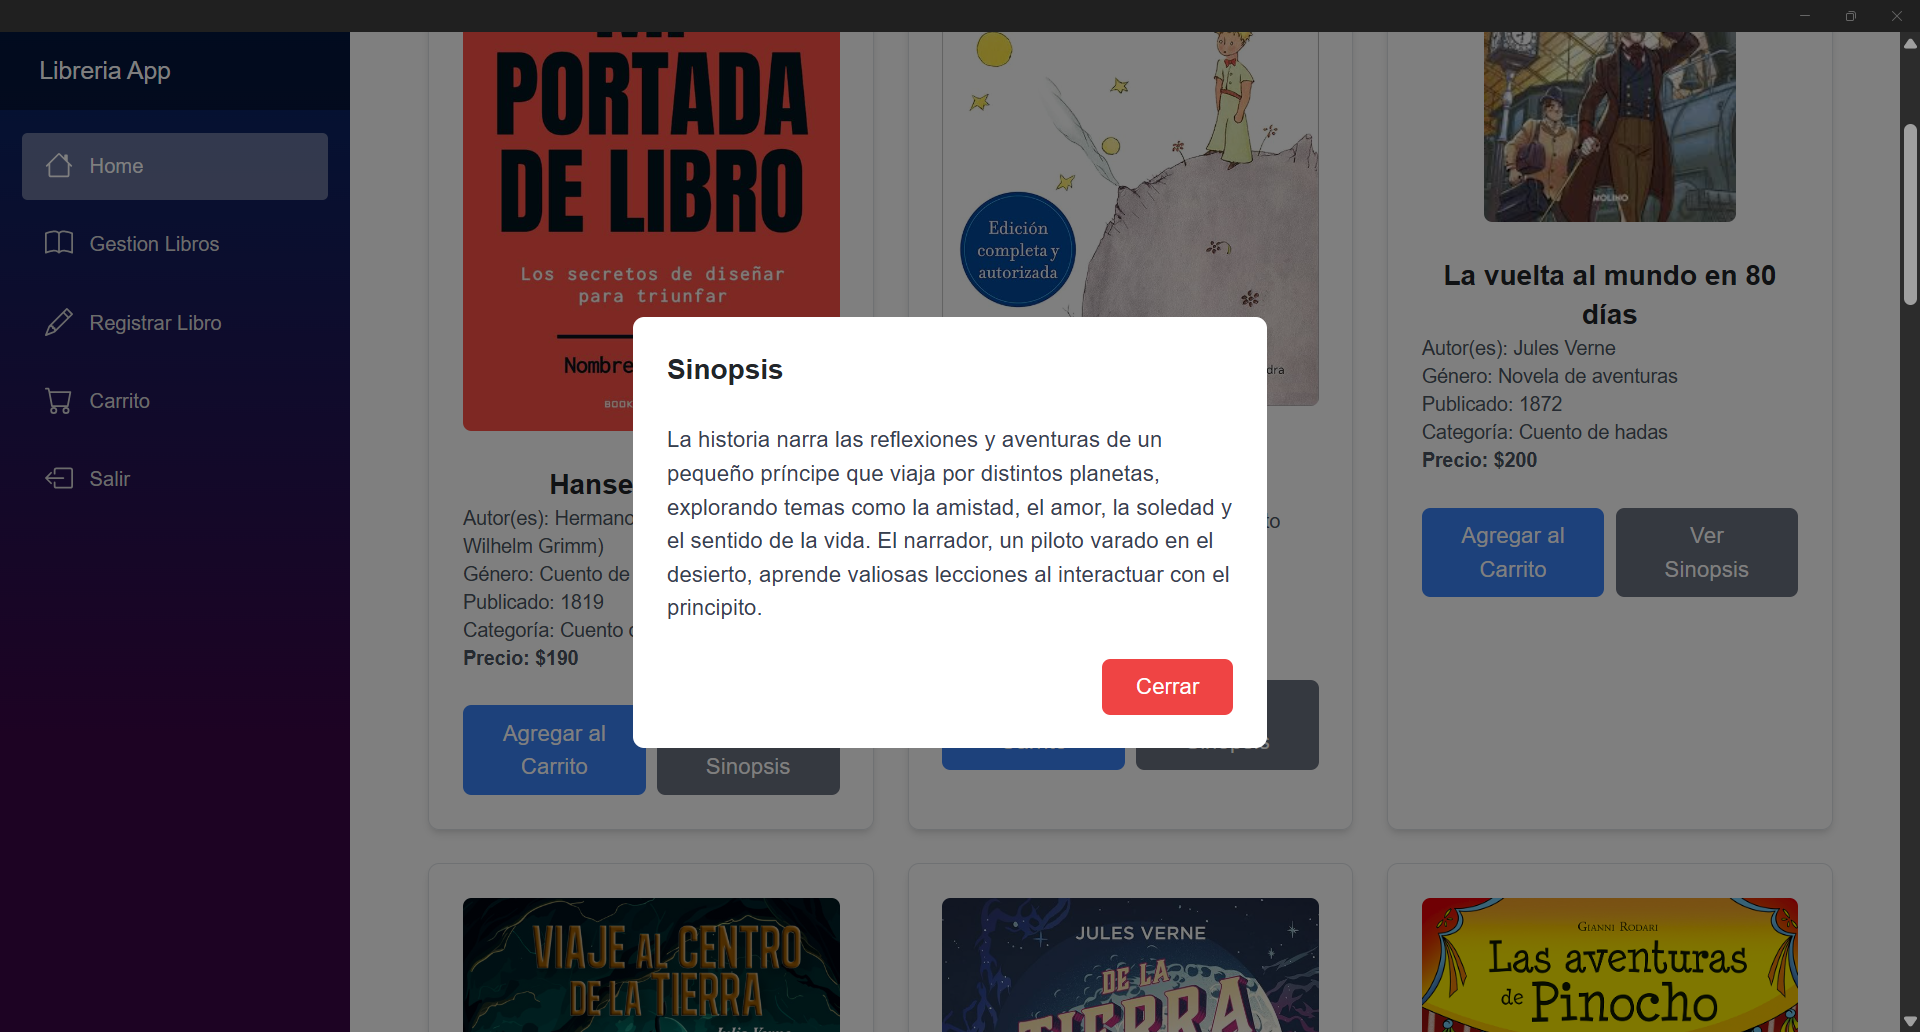 Libreria App
Home
Gestion Libros
Registrar Libro
Carrito
Salir
PORTADA
DE LIBRO
Los secretos de diseñar
para triunfar
Nombre
BOOK
Hanse
Autor(es): Hermano
Wilhelm Grimm)
Género: Cuento de
Publicado: 1819
Categoría: Cuento
Precio: $190
Agregar al
Carrito
Sinopsis
Edición
completa y
autorizada
dra
to
Sinopsis
La historia narra las reflexiones y aventuras de un
pequeño príncipe que viaja por distintos planetas,
explorando temas como la amistad, el amor, la soledad y
el sentido de la vida. El narrador, un piloto varado en el
desierto, aprende valiosas lecciones al interactuar con el
principito.
Cerrar
MOLINO
La vuelta al mundo en 80
días
Autor(es): Jules Verne
Género: Novela de aventuras
Publicado: 1872
Categoría: Cuento de hadas
Precio: $200
Agregar al
Carrito
Ver
Sinopsis
VIAJE AL CENTRO
DE LA TIERRA
JULES VERNE
DE LA
TIERRA
GIANNI RODARI
Las aventuras
de Pinocho